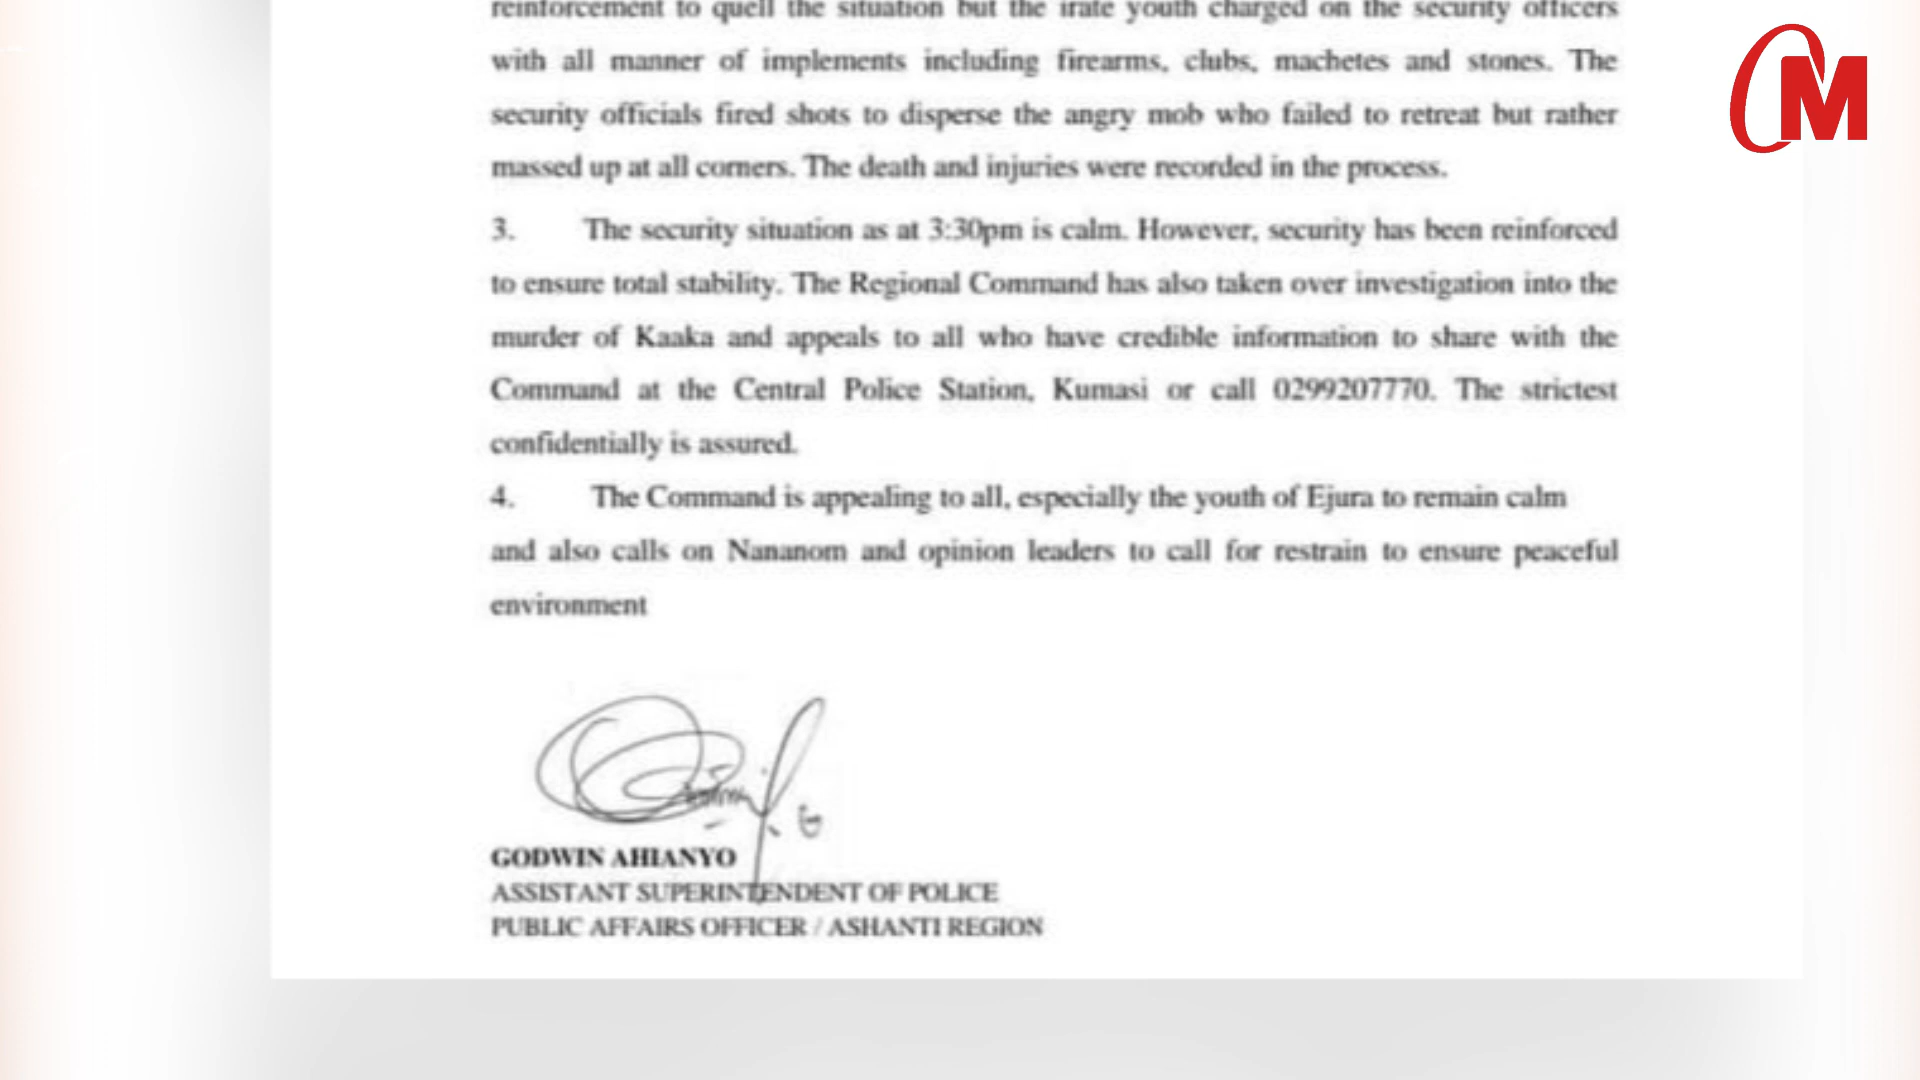 reinforcement to quell the situation but the irate youth charged on the security officers
with all manner of implements including firearms, clubs, machetes and stones. The
security officials fired shots to disperse the angry mob who failed to retreat but rather
massed up at all corners. The death and injuries were recorded in the process.
3. The security situation as at 3:30pm is calm. However, security has been reinforced
to ensure total stability. The Regional Command has also taken over investigation into the
murder of Kaaka and appeals to all who have credible information to share with the
Command at the Central Police Station, Kumasi or call 0299207770. The strictest
confidentially is assured.
4. The Command is appealing to all, especially the youth of Ejura to remain calm
and also calls on Nananom and opinion leaders to call for restrain to ensure peaceful
environment
GODWIN AHIANYO
ASSISTANT SUPERINTENDENT OF POLICE
PUBLIC AFFAIRS OFFICER / ASHANTI REGION